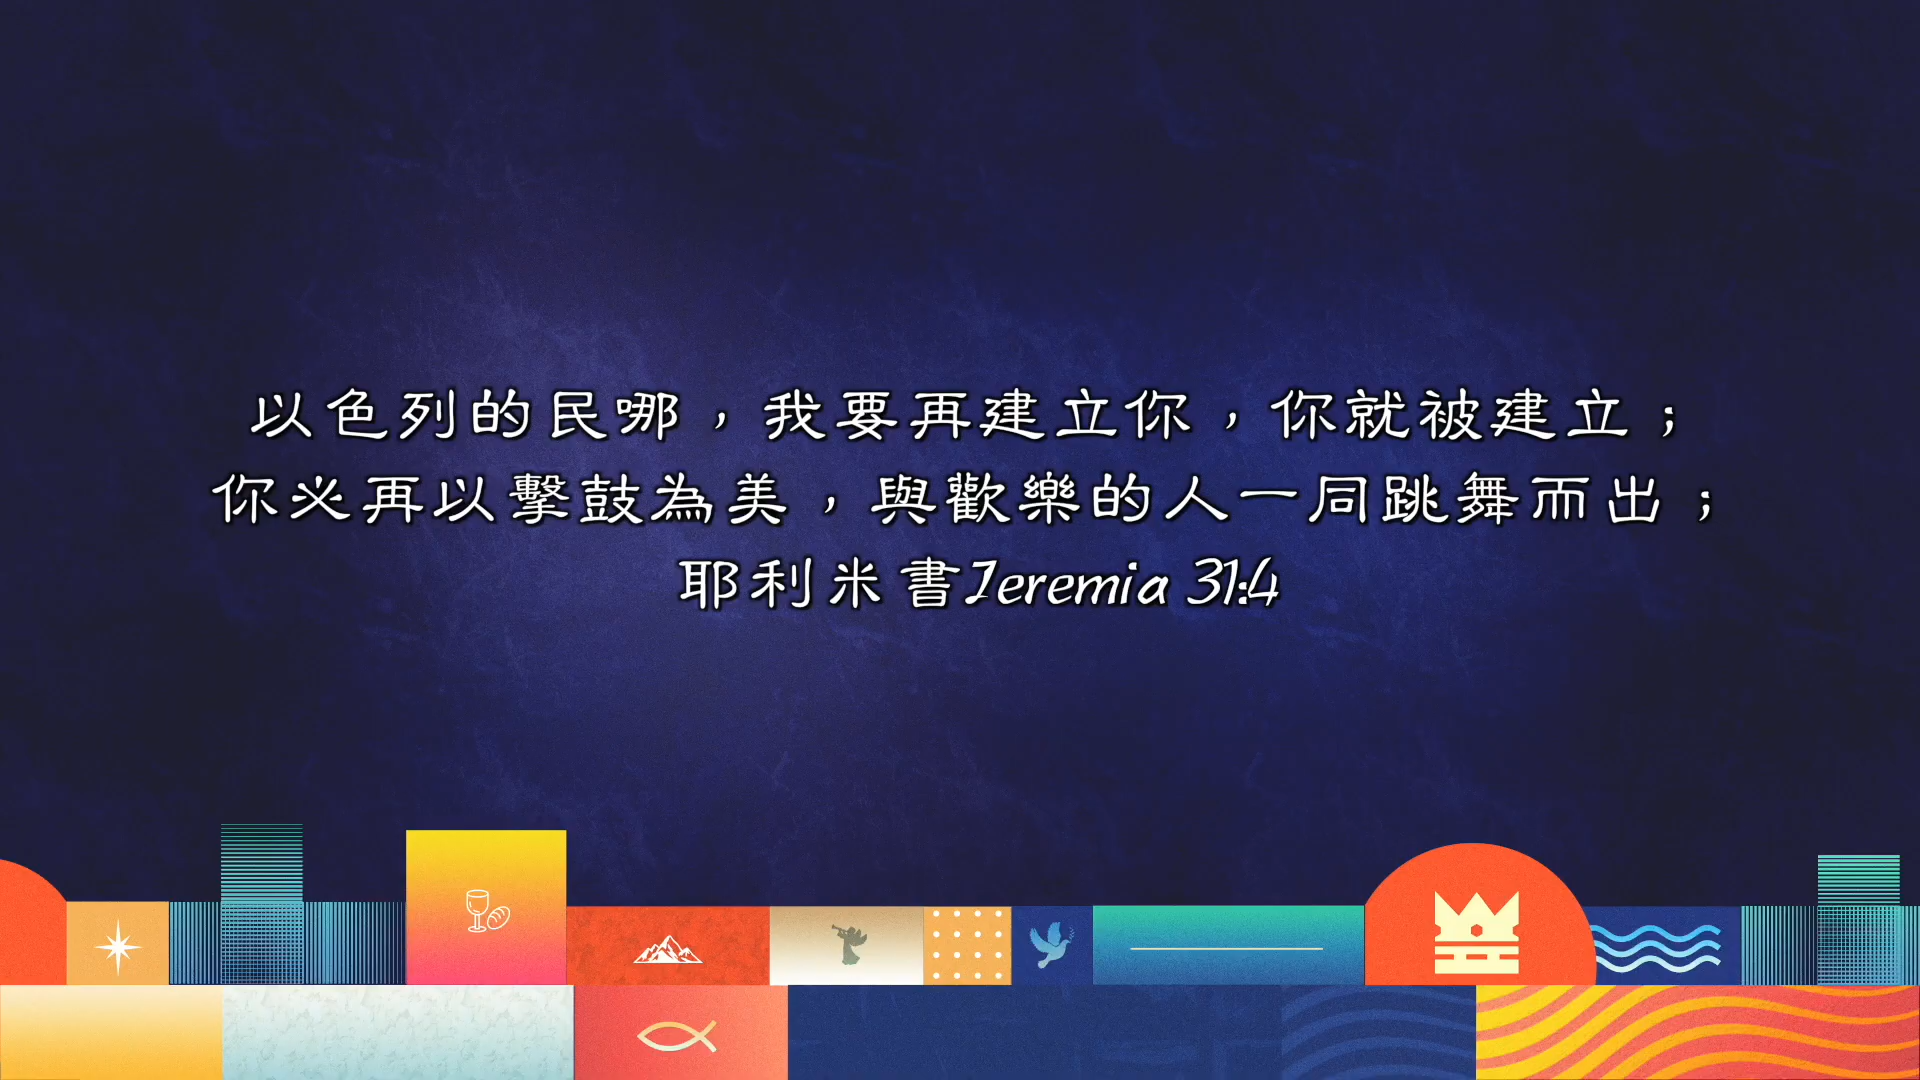 以色列的民哪，我要再建立你，你就被建立；
你必再以擊鼓為美，與歡樂的人一同跳舞而出；
耶利米書Jeremia 31:4